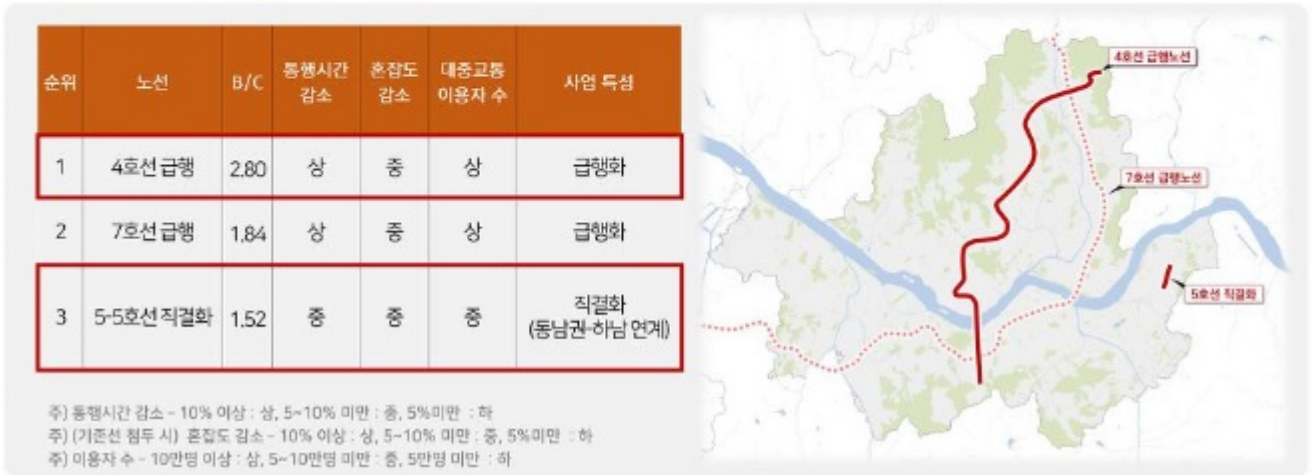 순위 노선 B/C 통행시간 감소 혼잡도 감소 대중교통 이용자 수 사업 특성
1 4호선 급행 2.80 상 중 상 급행화
2 7호선 급행 1.84 상 중 상 급행화
3 5-5호선 직결화 1.52 중 중 중 직결화 (동남권-하남 연계)
주) 통행시간 감소 - 10% 이상 : 상, 5~10% 미만 : 중, 5%미만 : 하
주) (기존선 첨두 시) 혼잡도 감소 - 10% 이상 : 상, 5~10% 미만 : 중, 5%미만 : 하
주) 이용자 수 - 10만명 이상 : 상, 5~10만명 미만 : 중, 5만명 미만 : 하
4호선 급행노선
7호선 급행노선
5호선 직결화